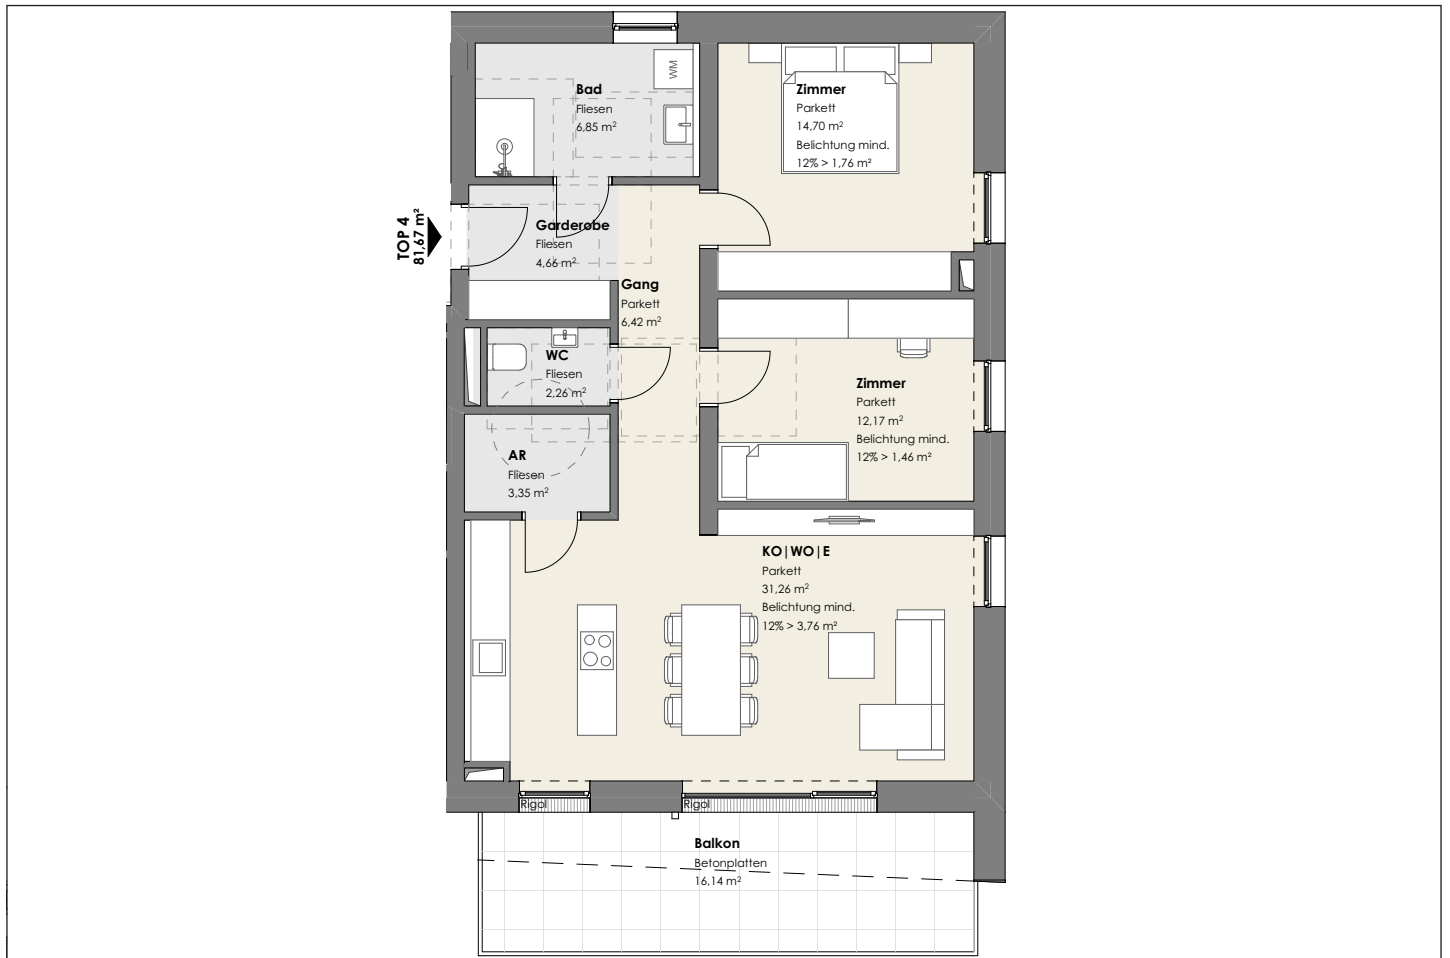 Bad
Fliesen
6,85 m²
WM
Zimmer
Parkett
14,70 m²
Belichtung mind.
12% > 1,76 m²
TOP 4
81,67 m²
Garderobe
Fliesen
4,66 m²
Gang
Parkett
6,42 m²
WC
Fliesen
2,26 m²
Zimmer
Parkett
12,17 m²
Belichtung mind.
12% > 1,46 m²
AR
Fliesen
3,35 m²
KO|WO|E
Parkett
31,26 m²
Belichtung mind.
12% > 3,76 m²
Rigol
Rigol
Balkon
Betonplatten
16,14 m²